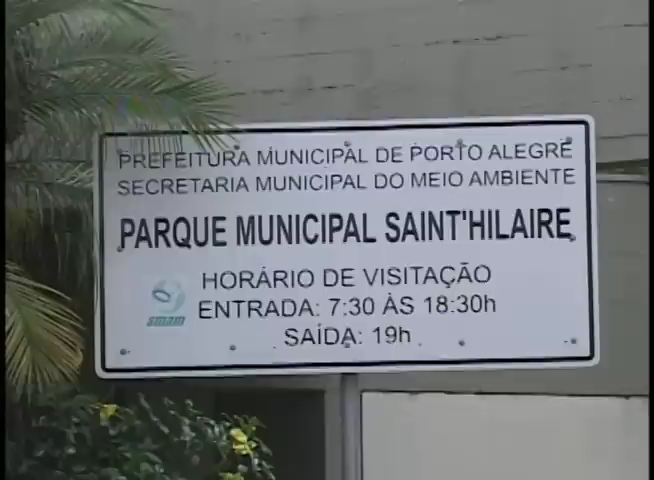 PREFEITURA MUNICIPAL DE PORTO ALEGRE
SECRETARIA MUNICIPAL DO MEIO AMBIENTE
PARQUE MUNICIPAL SAINT'HILAIRE
HORÁRIO DE VISITAÇÃO
ENTRADA: 7:30 ÀS 18:30h
SAÍDA: 19h